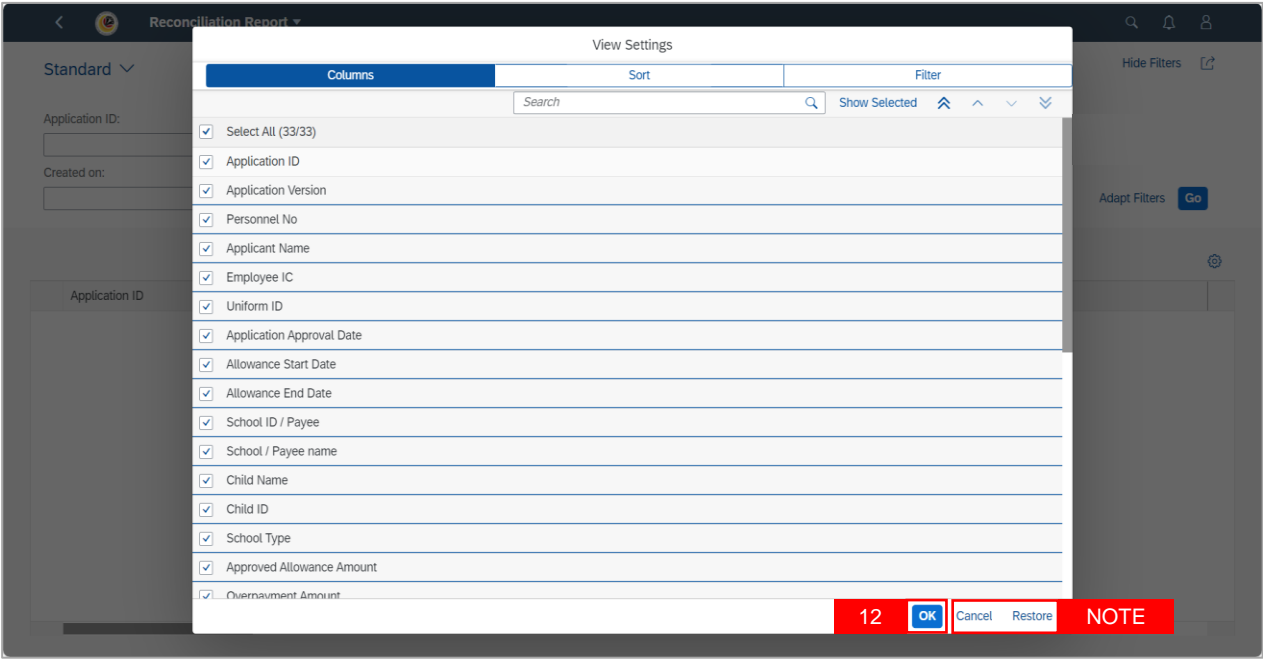 Reconciliation Report
View Settings
Standard
Hide Filters
Columns Sort Filter
Search Show Selected
Application ID:
Select All (33/33)
Application ID
Created on:
Application Version
Adapt Filters Go
Personnel No
Applicant Name
Employee IC
Application ID
Uniform ID
Application Approval Date
Allowance Start Date
Allowance End Date
School ID / Payee
School / Payee name
Child Name
Child ID
School Type
Approved Allowance Amount
Overpayment Amount
12 OK Cancel Restore NOTE